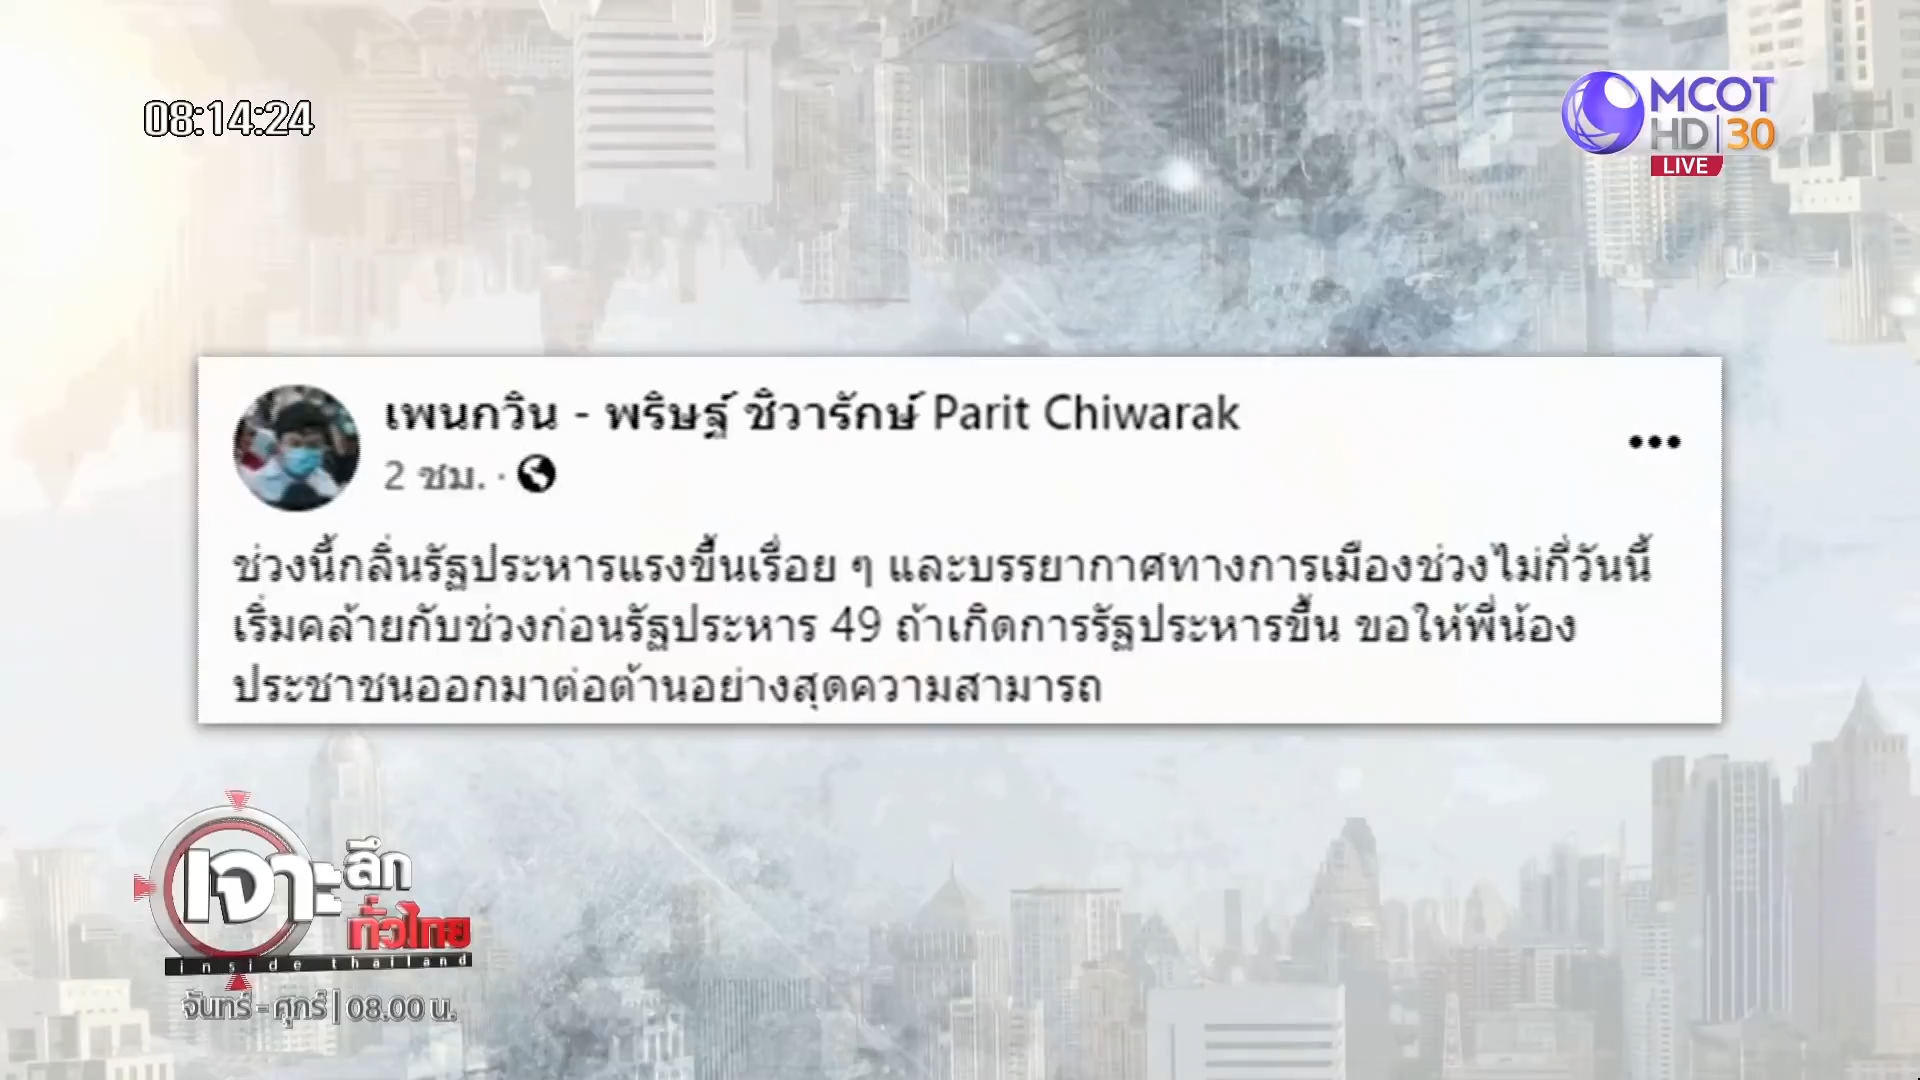 08:14:24
MCOT
HD 30
LIVE
เพนกวิน - พริษฐ์ ชิวารักษ์ Parit Chiwarak
2 ชม. ·
ช่วงนี้กลิ่นรัฐประหารแรงขึ้นเรื่อย ๆ และบรรยากาศทางการเมืองช่วงไม่กี่วันนี้
เริ่มคล้ายกับช่วงก่อนรัฐประหาร 49 ถ้าเกิดการรัฐประหารขึ้น ขอให้พี่น้อง
ประชาชนออกมาต่อต้านอย่างสุดความสามารถ
เจาะลึก
ทั่วไทย
inside thailand
จันทร์ - ศุกร์ | 08.00 น.